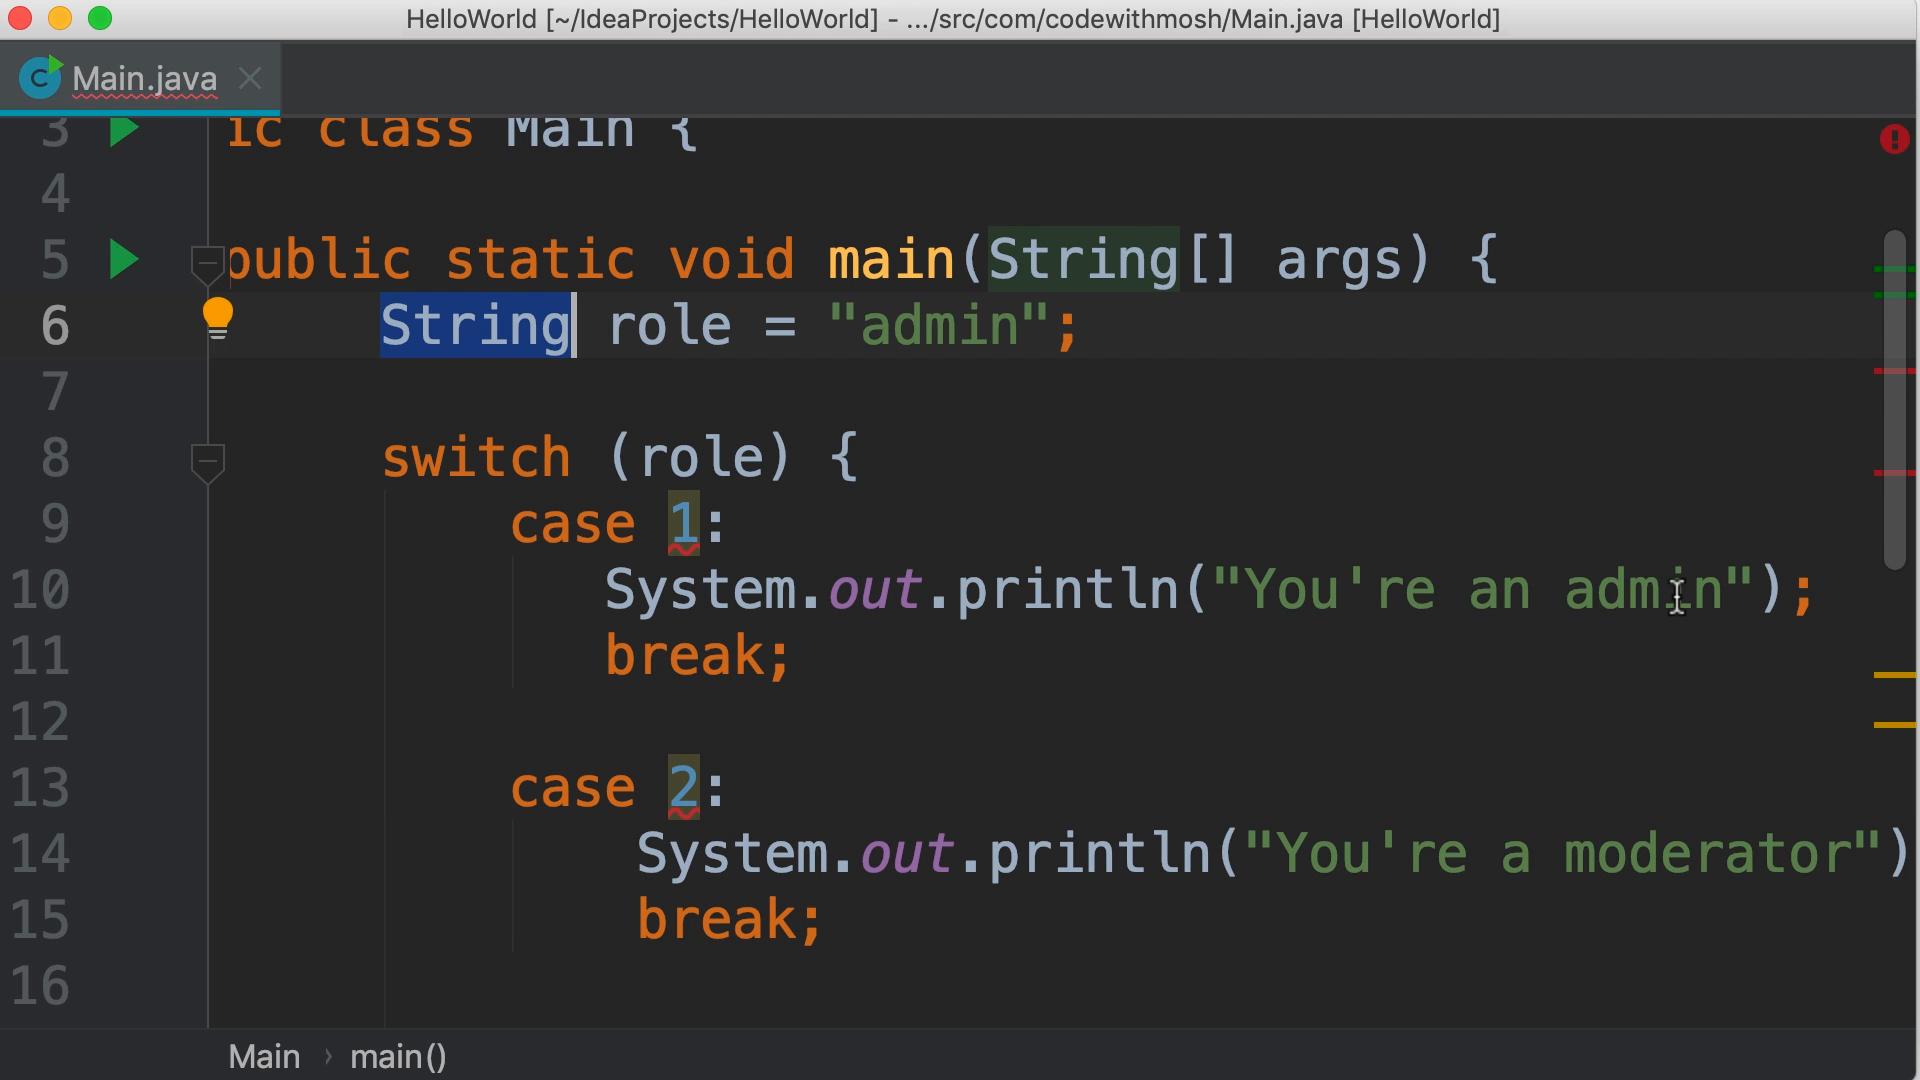 HelloWorld [~/IdeaProjects/HelloWorld] - .../src/com/codewithmosh/Main.java [HelloWorld]
Main.java
3 ic class Main {
4
5 public static void main(String[] args) {
6 String role = "admin";
7
8 switch (role) {
9 case 1:
10 System.out.println("You're an admin");
11 break;
12
13 case 2:
14 System.out.println("You're a moderator")
15 break;
16
Main › main()